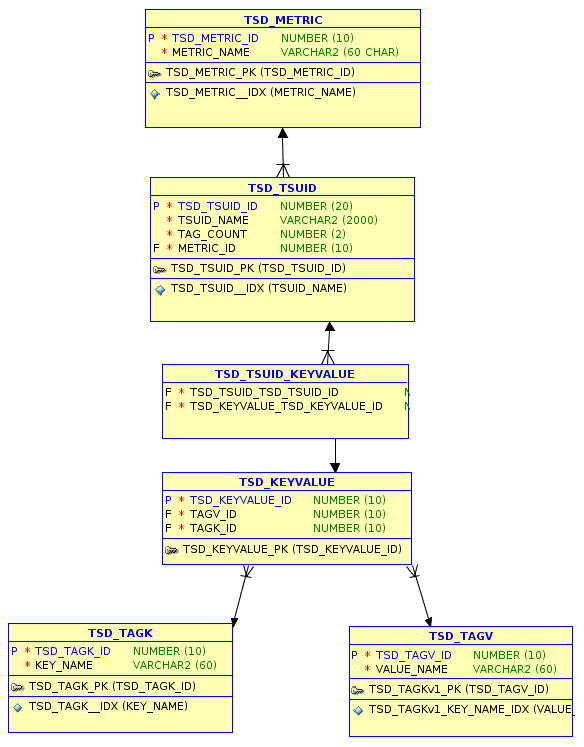 TSD_METRIC
P * TSD_METRIC_ID NUMBER (10)
* METRIC_NAME VARCHAR2 (60 CHAR)
TSD_METRIC_PK (TSD_METRIC_ID)
TSD_METRIC__IDX (METRIC_NAME)
TSD_TSUID
P * TSD_TSUID_ID NUMBER (20)
* TSUID_NAME VARCHAR2 (2000)
* TAG_COUNT NUMBER (2)
F * METRIC_ID NUMBER (10)
TSD_TSUID_PK (TSD_TSUID_ID)
TSD_TSUID__IDX (TSUID_NAME)
TSD_TSUID_KEYVALUE
F * TSD_TSUID_TSD_TSUID_ID
F * TSD_KEYVALUE_TSD_KEYVALUE_ID
TSD_KEYVALUE
P * TSD_KEYVALUE_ID NUMBER (10)
F * TAGV_ID NUMBER (10)
F * TAGK_ID NUMBER (10)
TSD_KEYVALUE_PK (TSD_KEYVALUE_ID)
TSD_TAGK
P * TSD_TAGK_ID NUMBER (10)
* KEY_NAME VARCHAR2 (60)
TSD_TAGK_PK (TSD_TAGK_ID)
TSD_TAGK__IDX (KEY_NAME)
TSD_TAGV
P * TSD_TAGV_ID NUMBER (10)
* VALUE_NAME VARCHAR2 (60)
TSD_TAGKv1_PK (TSD_TAGV_ID)
TSD_TAGKv1_KEY_NAME_IDX (VALUE_